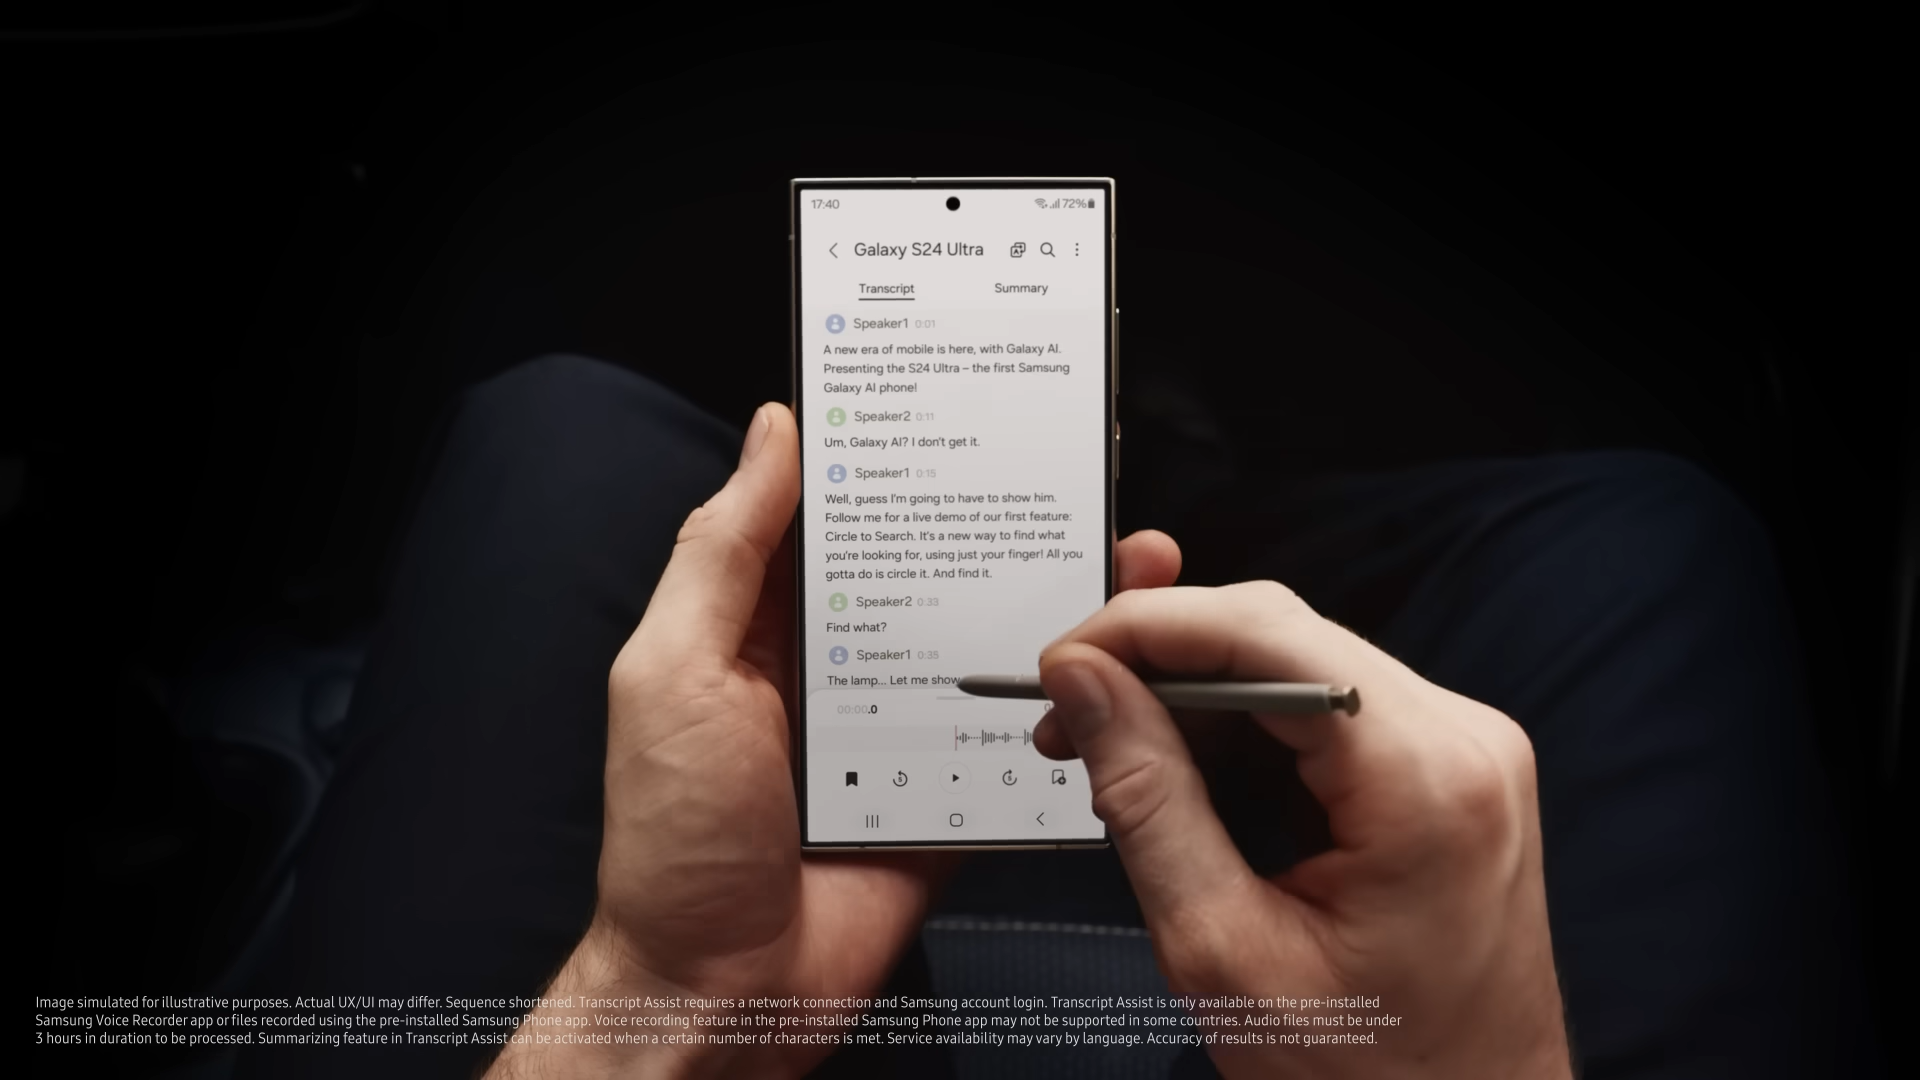 17:40
72%
Galaxy S24 Ultra
Transcript
Summary
Speaker1 0:01
A new era of mobile is here, with Galaxy AI.
Presenting the S24 Ultra – the first Samsung
Galaxy AI phone!
Speaker2 0:11
Um, Galaxy AI? I don't get it.
Speaker1 0:15
Well, guess I'm going to have to show him.
Follow me for a live demo of our first feature:
Circle to Search. It's a new way to find what
you're looking for, using just your finger! All you
gotta do is circle it. And find it.
Speaker2 0:33
Find what?
Speaker1 0:35
The lamp... Let me show
00:00.0
Image simulated for illustrative purposes. Actual UX/UI may differ. Sequence shortened. Transcript Assist requires a network connection and Samsung account login. Transcript Assist is only available on the pre-installed
Samsung Voice Recorder app or files recorded using the pre-installed Samsung Phone app. Voice recording feature in the pre-installed Samsung Phone app may not be supported in some countries. Audio files must be under
3 hours in duration to be processed. Summarizing feature in Transcript Assist can be activated when a certain number of characters is met. Service availability may vary by language. Accuracy of results is not guaranteed.